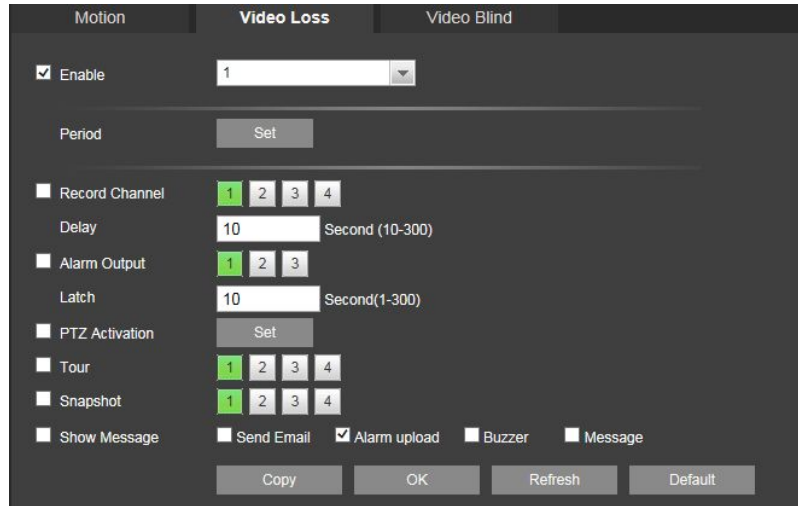 Motion Video Loss Video Blind
Enable 1
Period Set
Record Channel 1 2 3 4
Delay 10 Second (10-300)
Alarm Output 1 2 3
Latch 10 Second(1-300)
PTZ Activation Set
Tour 1 2 3 4
Snapshot 1 2 3 4
Show Message Send Email Alarm upload Buzzer Message
Copy OK Refresh Default